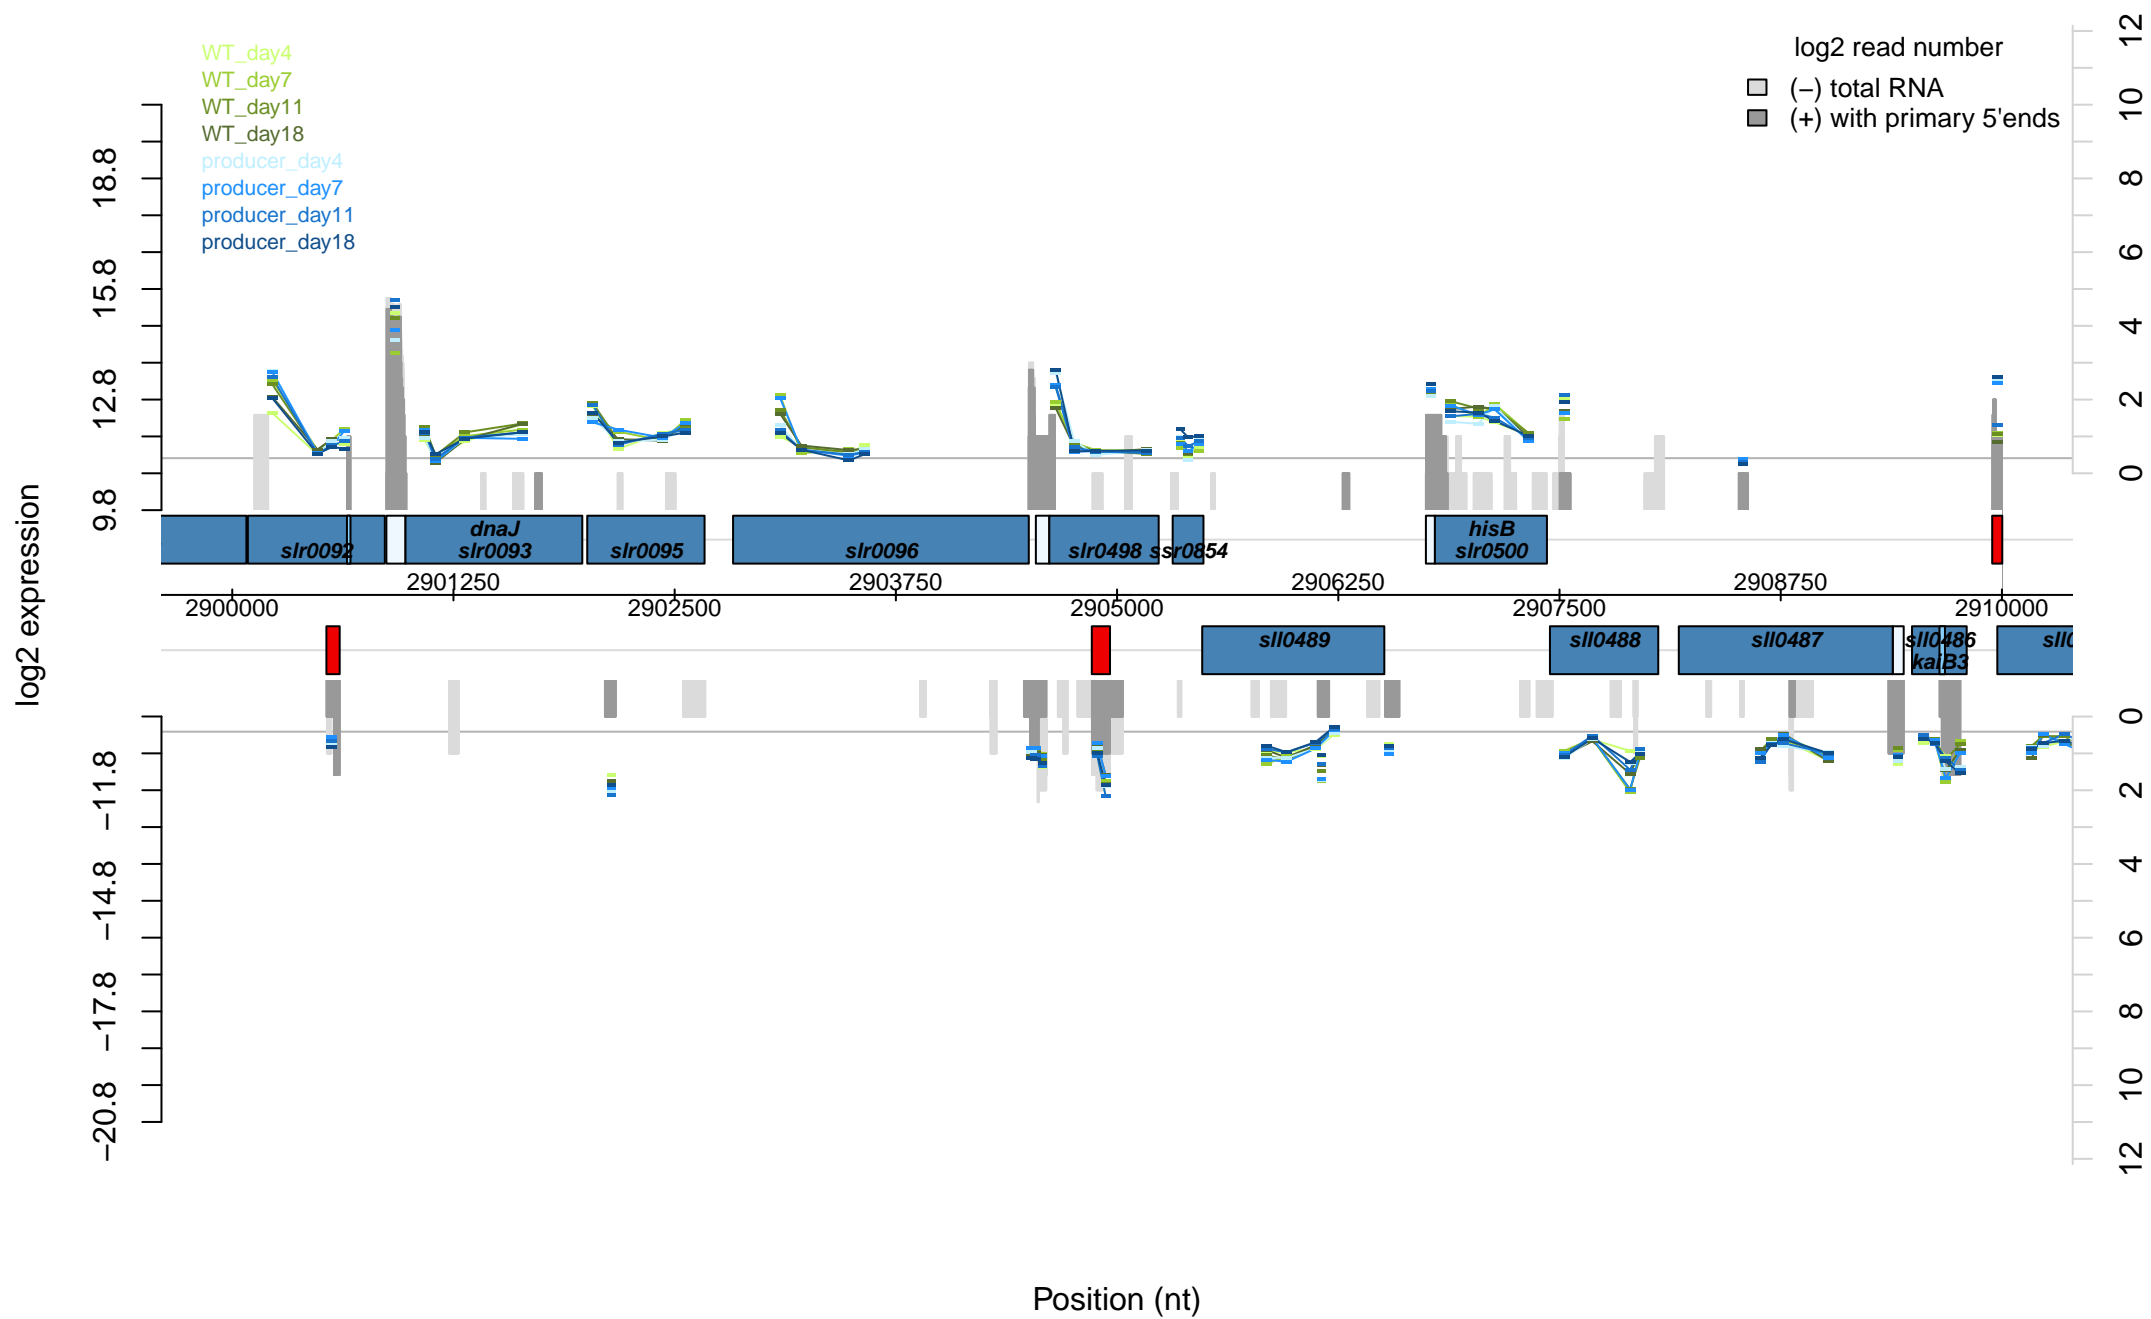 WT_day4
WT_day7
WT_day11
WT_day18
producer_day4
producer_day7
producer_day11
producer_day18
log2 read number
(−) total RNA
(+) with primary 5'ends
log2 expression
18.8
15.8
12.8
9.8
12
10
8
6
4
2
0
dnaJ
hisB
slr0092
slr0093
slr0095
slr0096
slr0498
ssr0854
slr0500
2901250
2903750
2906250
2908750
2900000
2902500
2905000
2907500
2910000
sll0489
sll0488
sll0487
sll0486
kaiB3
sll0
−11.8
−14.8
−17.8
−20.8
0
2
4
6
8
10
12
Position (nt)